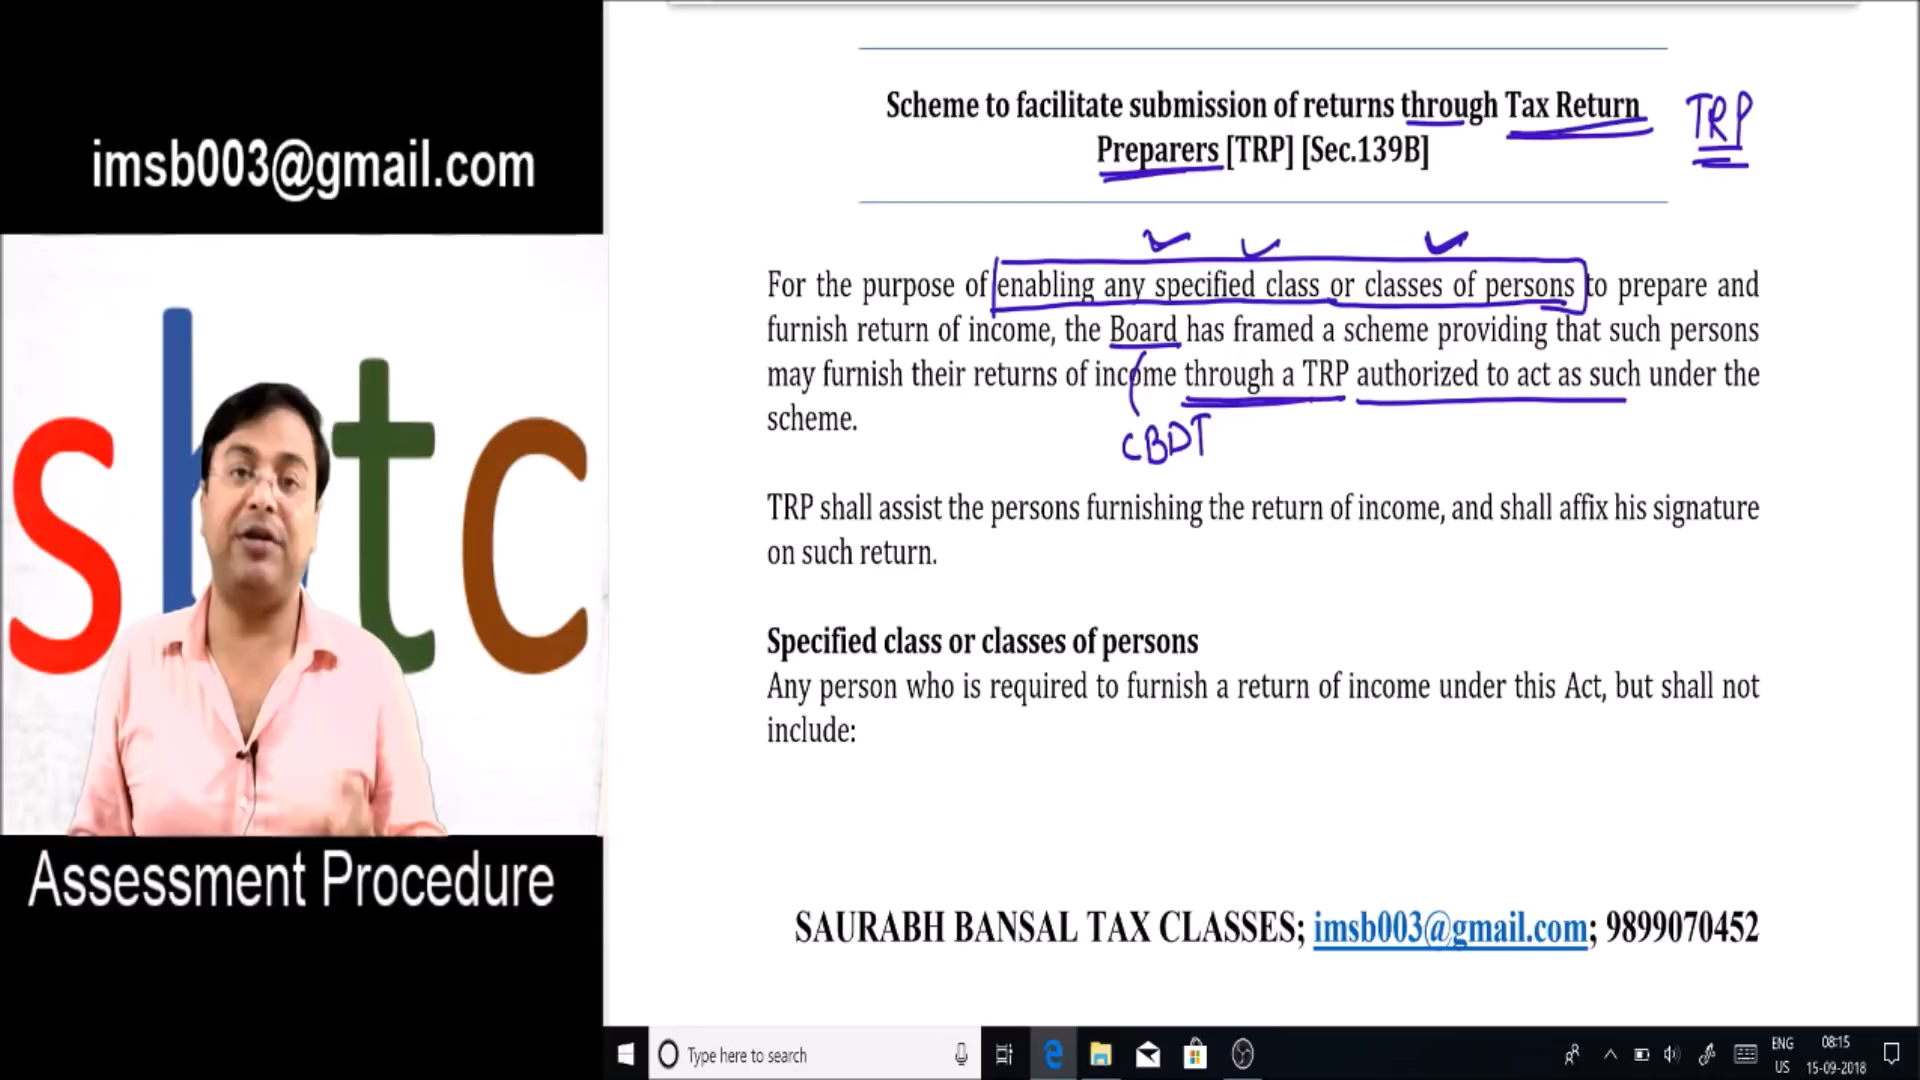 imsb003@gmail.com
sbtc
Assessment Procedure
Scheme to facilitate submission of returns through Tax Return
Preparers [TRP] [Sec.139B]
TRP
For the purpose of enabling any specified class or classes of persons to prepare and
furnish return of income, the Board has framed a scheme providing that such persons
may furnish their returns of income through a TRP authorized to act as such under the
scheme.
CBDT
TRP shall assist the persons furnishing the return of income, and shall affix his signature
on such return.
Specified class or classes of persons
Any person who is required to furnish a return of income under this Act, but shall not
include:
SAURABH BANSAL TAX CLASSES; imsb003@gmail.com; 9899070452
Type here to search
ENG
US
08:15
15-09-2018